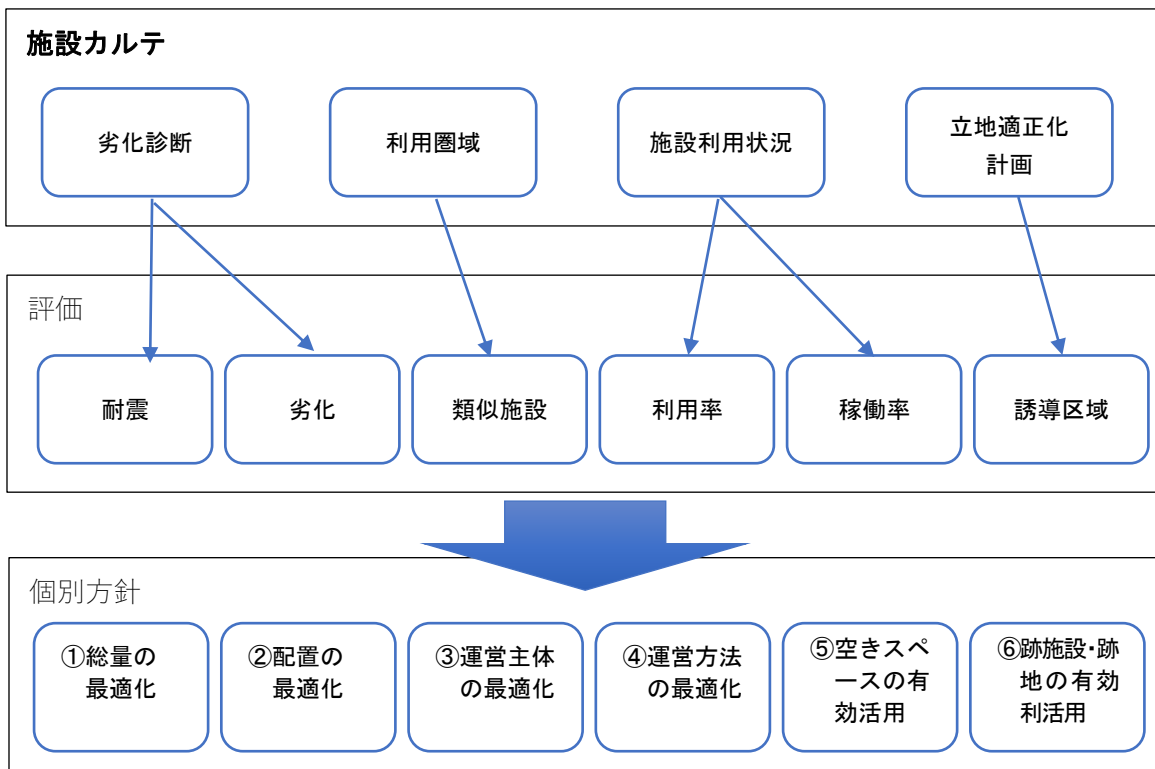 施設カルテ
劣化診断
利用圏域
施設利用状況
立地適正化
計画
評価
耐震
劣化
類似施設
利用率
稼働率
誘導区域
個別方針
①総量の
最適化
②配置の
最適化
③運営主体
の最適化
④運営方法
の最適化
⑤空きスペ
ースの有
効活用
⑥跡施設・跡
地の有効
利活用